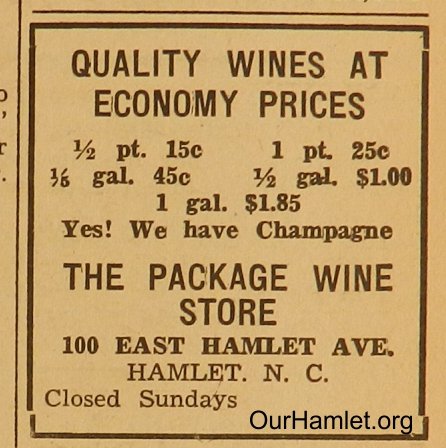 QUALITY WINES AT
ECONOMY PRICES
½ pt. 15c 1 pt. 25c
⅕ gal. 45c ½ gal. $1.00
1 gal. $1.85
Yes! We have Champagne
THE PACKAGE WINE
STORE
100 EAST HAMLET AVE.
HAMLET. N. C.
Closed Sundays
OurHamlet.org